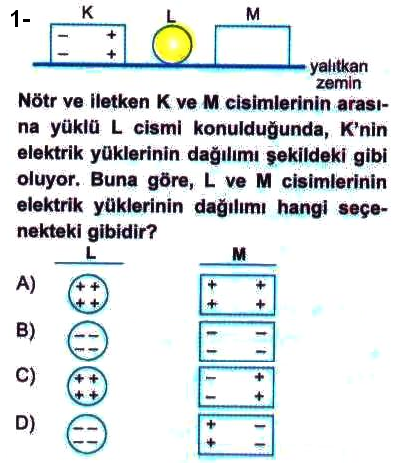 1-
K L M
- + - +
yalıtkan
zemin
Nötr ve iletken K ve M cisimlerinin arası-
na yüklü L cismi konulduğunda, K'nin
elektrik yüklerinin dağılımı şekildeki gibi
oluyor. Buna göre, L ve M cisimlerinin
elektrik yüklerinin dağılımı hangi seçe-
nekteki gibidir?
L M
A) + + + + + + + +
B) - - - - - - - -
C) + + + + - + - +
D) - - - - + - + -